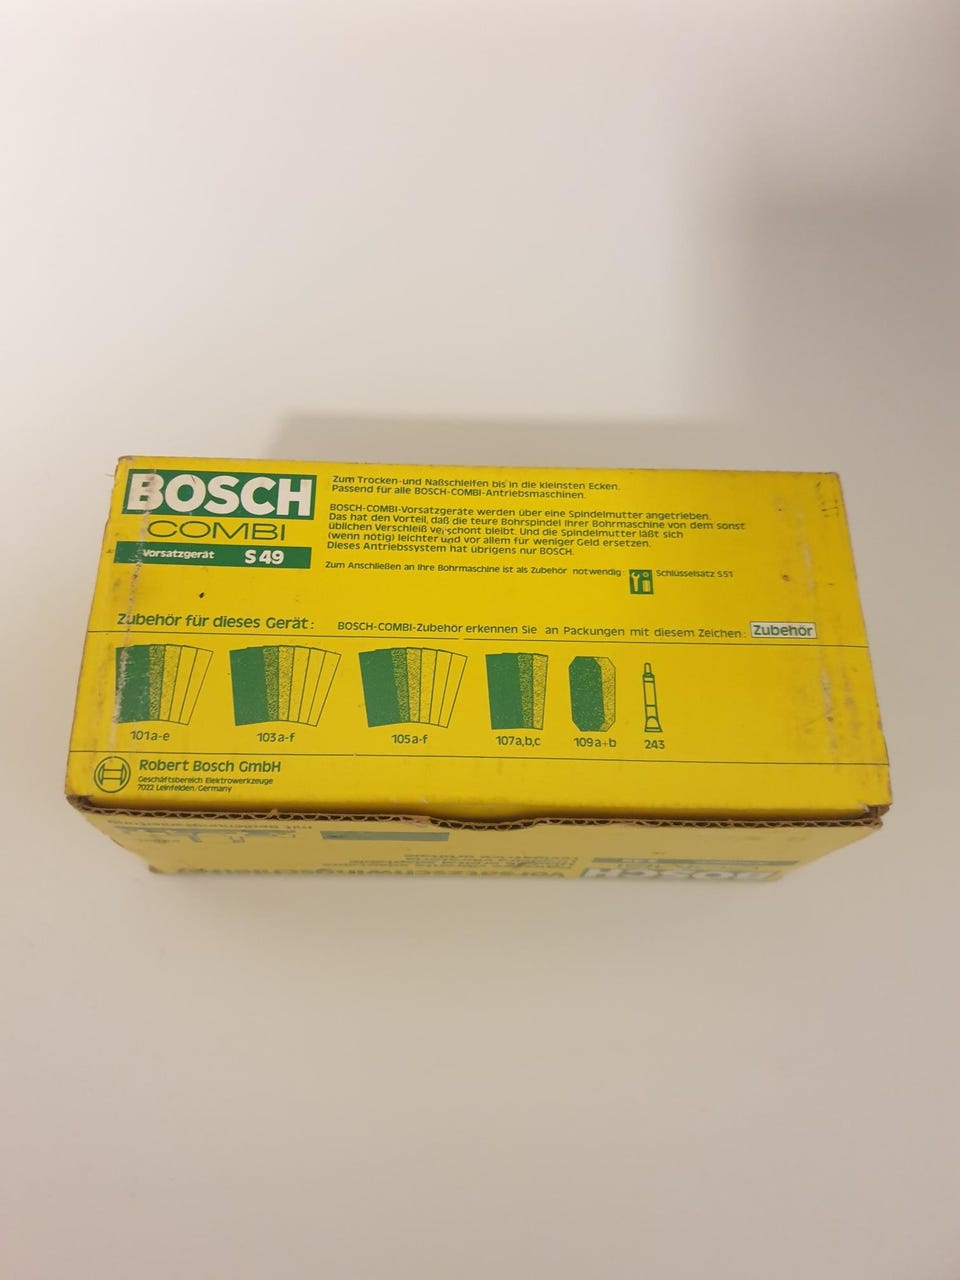 BOSCH
COMBI
Vorsatzgerät S 49
Zum Trocken-und Naßschleifen bis in die kleinsten Ecken.
Passend für alle BOSCH-COMBI-Antriebsmaschinen.
BOSCH-COMBI-Vorsatzgeräte werden über eine Spindelmutter angetrieben.
Das hat den Vorteil, daß die teure Bohrspindel Ihrer Bohrmaschine von dem sonst
üblichen Verschleiß verschont bleibt. Und die Spindelmutter läßt sich
(wenn nötig) leichter und vor allem für weniger Geld ersetzen.
Dieses Antriebssystem hat übrigens nur BOSCH.
Zum Anschließen an Ihre Bohrmaschine ist als Zubehör notwendig: Schlüsselsatz S51
Zubehör für dieses Gerät: BOSCH-COMBI-Zubehör erkennen Sie an Packungen mit diesem Zeichen: Zubehör
101a-e 103a-f 105a-f 107a,b,c 109a+b 243
Robert Bosch GmbH
Geschäftsbereich Elektrowerkzeuge
7022 Leinfelden/Germany
BOSCH
Vorsatzschwingschleifer